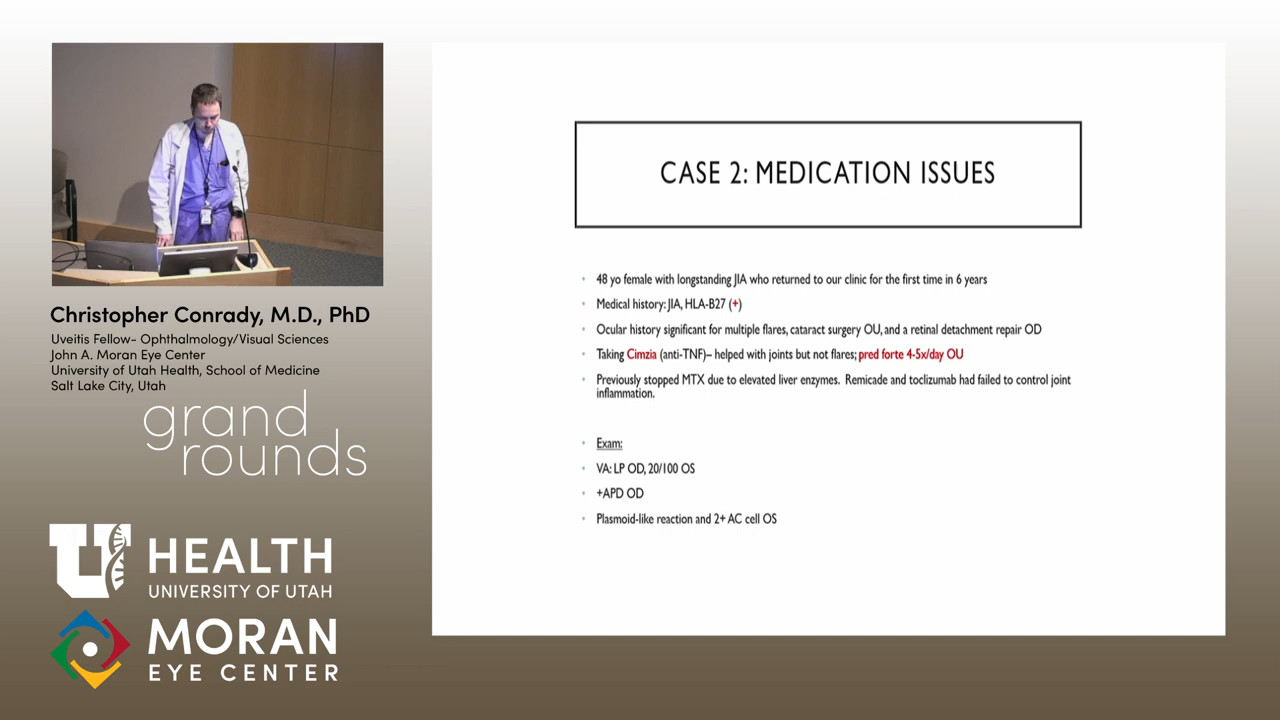 CASE 2: MEDICATION ISSUES
48 yo female with longstanding JIA who returned to our clinic for the first time in 6 years
Medical history: JIA, HLA-B27 (+)
Ocular history significant for multiple flares, cataract surgery OU, and a retinal detachment repair OD
Taking Cimzia (anti-TNF)– helped with joints but not flares; pred forte 4-5x/day OU
Previously stopped MTX due to elevated liver enzymes. Remicade and toclizumab had failed to control joint
inflammation.
Exam:
VA: LP OD, 20/100 OS
+APD OD
Plasmoid-like reaction and 2+ AC cell OS
Christopher Conrady, M.D., PhD
Uveitis Fellow- Ophthalmology/Visual Sciences
John A. Moran Eye Center
University of Utah Health, School of Medicine
Salt Lake City, Utah
grand
rounds
U HEALTH
UNIVERSITY OF UTAH
MORAN
EYE CENTER